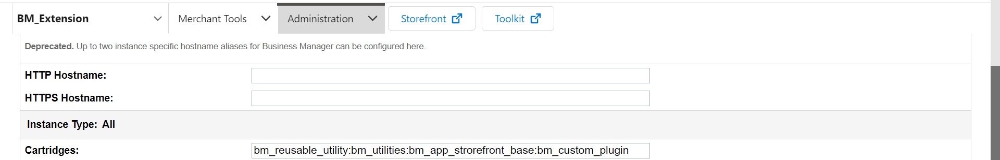 BM_Extension Merchant Tools Administration Storefront Toolkit
Deprecated. Up to two instance specific hostname aliases for Business Manager can be configured here.
HTTP Hostname:
HTTPS Hostname:
Instance Type: All
Cartridges: bm_reusable_utility:bm_utilities:bm_app_strorefront_base:bm_custom_plugin